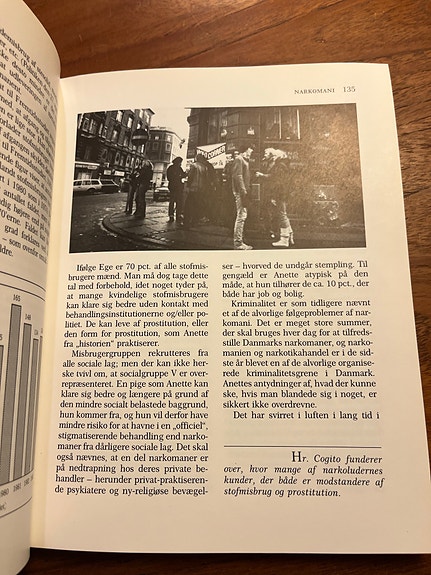 NARKOMANI 135
Ifølge Ege er 70 pct. af alle stofmis-
brugere mænd. Man må dog tage dette
tal med forbehold, idet noget tyder på,
at mange kvindelige stofmisbrugere
kan klare sig bedre uden kontakt med
behandlingsinstitutionerne og/eller po-
litiet. De kan leve af prostitution, eller
den form for prostitution, som Anette
fra „historien" praktiserer.
Misbrugergruppen rekrutteres fra
alle sociale lag; men der kan ikke her-
ske tvivl om, at socialgruppe V er over-
repræsenteret. En pige som Anette kan
klare sig bedre og længere på grund af
den mindre socialt belastede baggrund,
hun kommer fra, og hun vil derfor have
mindre risiko for at havne i en „officiel",
stigmatiserende behandling end narko-
maner fra dårligere sociale lag. Det skal
også nævnes, at en del narkomaner er
på nedtrapning hos deres private be-
handler – herunder privat-praktiseren-
de psykiatere og ny-religiøse bevægel-
ser – hvorved de undgår stempling. Til
gengæld er Anette atypisk på den
måde, at hun tilhører de ca. 10 pct., der
både har job og bolig.
Kriminalitet er som tidligere nævnt
et af de alvorlige følgeproblemer af nar-
komani. Det er meget store summer,
der skal bruges hver dag for at tilfreds-
stille Danmarks narkomaner, og narko-
manien og narkotikahandel er i de sid-
ste år blevet en af de alvorlige organise-
rede kriminalitetsgrene i Danmark.
Anettes antydninger af, hvad der kunne
ske, hvis man blandede sig i noget, er
sikkert ikke overdrevne.
Det har svirret i luften i lang tid i
Hr. Cogito funderer
over, hvor mange af narkoludernes
kunder, der både er modstandere af
stofmisbrug og prostitution.